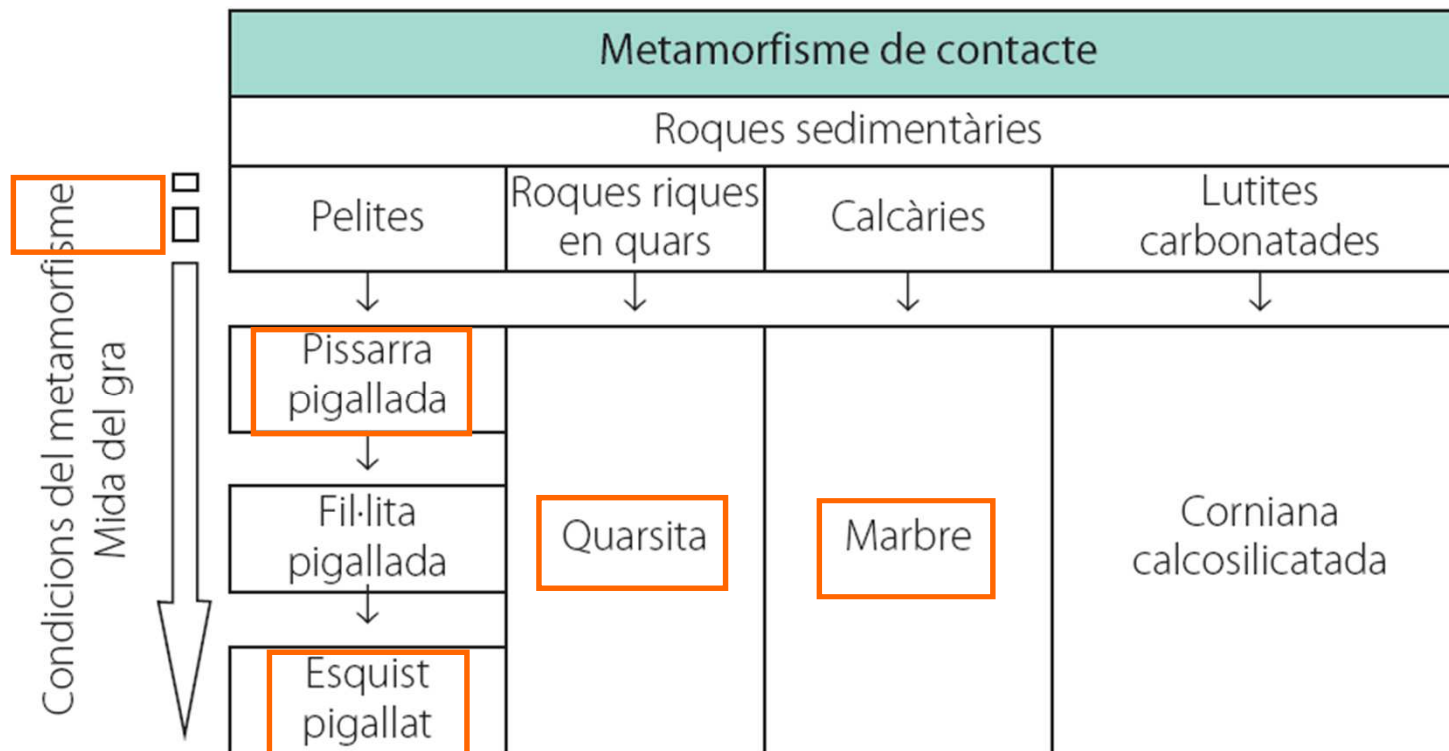 Metamorfisme de contacte
Roques sedimentàries
Pelites
Roques riques
en quars
Calcàries
Lutites
carbonatades
Condicions del metamorfisme
Mida del gra
Pissarra
pigallada
Fil·lita
pigallada
Esquist
pigallat
Quarsita
Marbre
Corniana
calcosilicatada